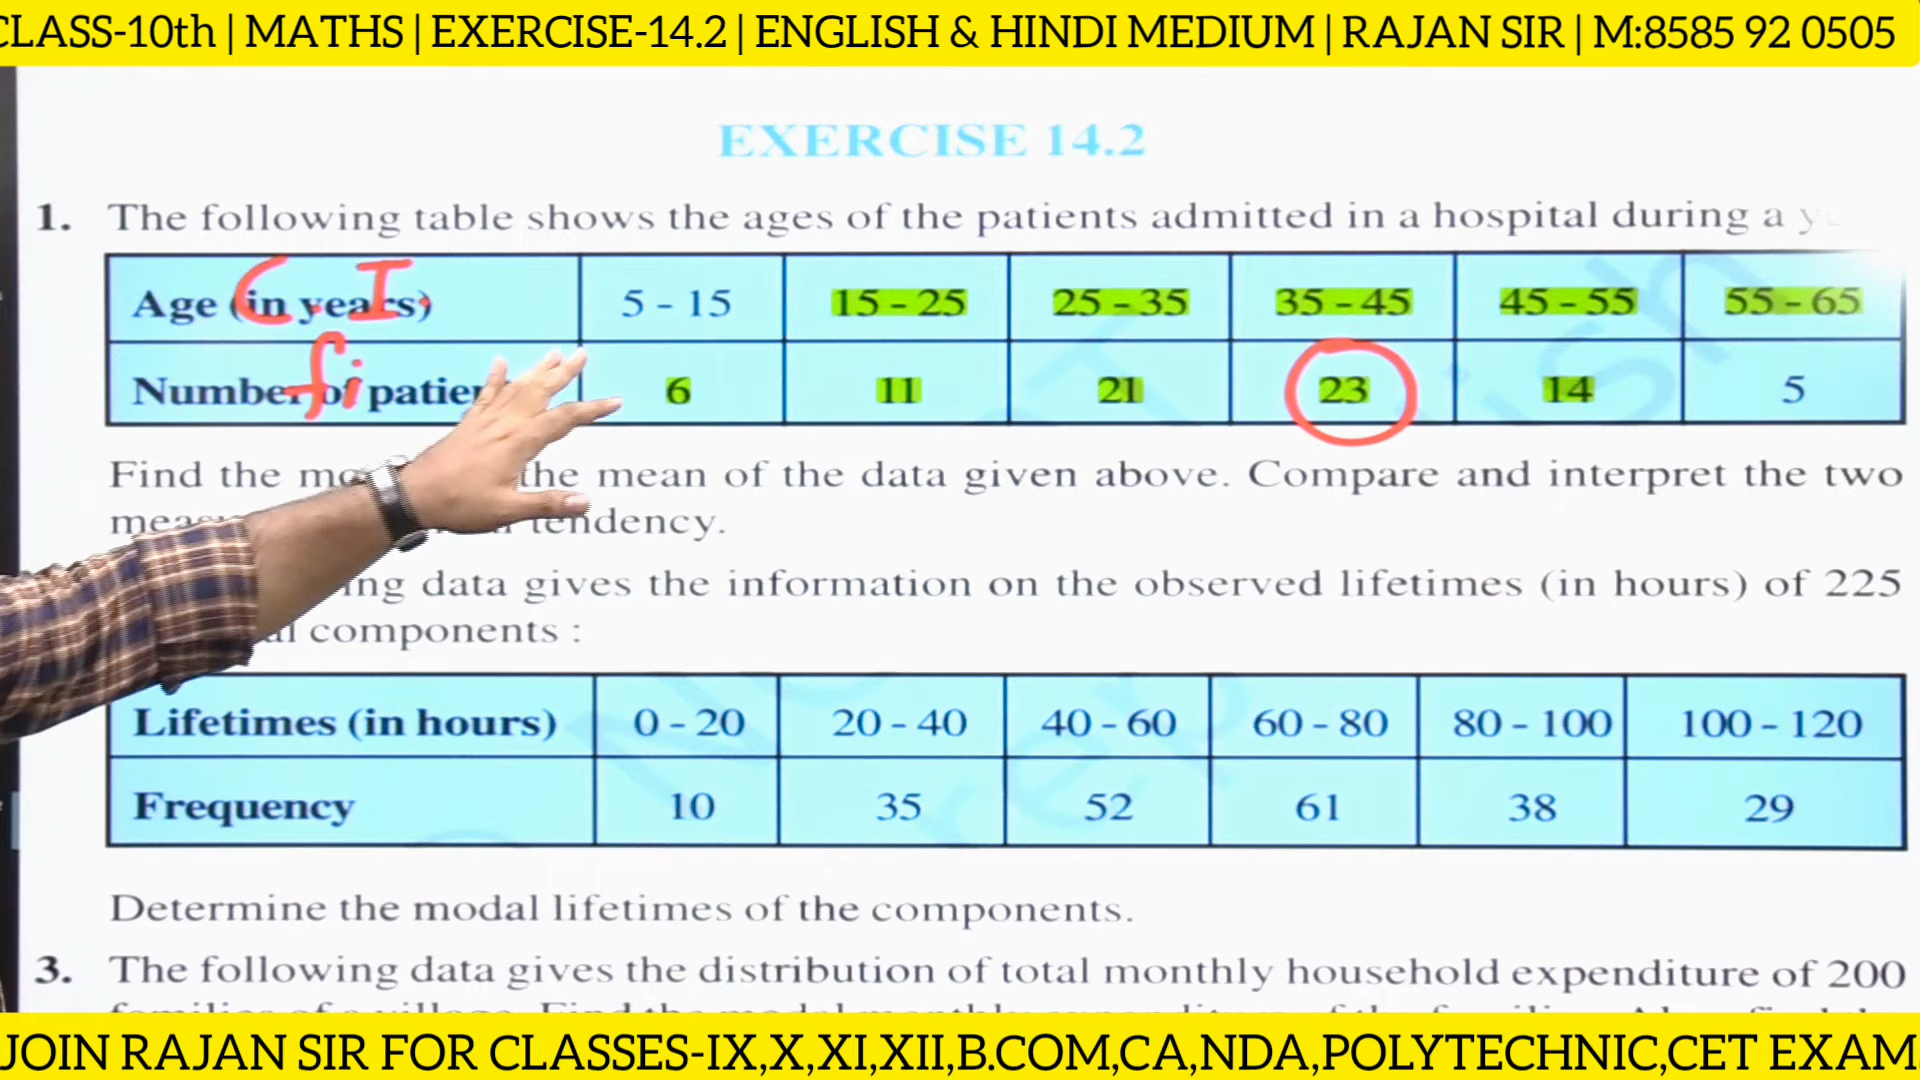 CLASS-10th | MATHS | EXERCISE-14.2 | ENGLISH & HINDI MEDIUM | RAJAN SIR | M:8585 92 0505
EXERCISE 14.2
1. The following table shows the ages of the patients admitted in a hospital during a
Age (in years) 5 - 15 15 - 25 25 - 35 35 - 45 45 - 55 55 - 65
C.I.
fi
Number of 6 11 21 23 14 5
Find the the mean of the data given above. Compare and interpret the two
tendency.
data gives the information on the observed lifetimes (in hours) of 225
components :
Lifetimes (in hours) 0 - 20 20 - 40 40 - 60 60 - 80 80 - 100 100 - 120
Frequency 10 35 52 61 38 29
Determine the modal lifetimes of the components.
3. The following data gives the distribution of total monthly household expenditure of 200
JOIN RAJAN SIR FOR CLASSES-IX,X,XI,XII,B.COM,CA,NDA,POLYTECHNIC,CET EXAM